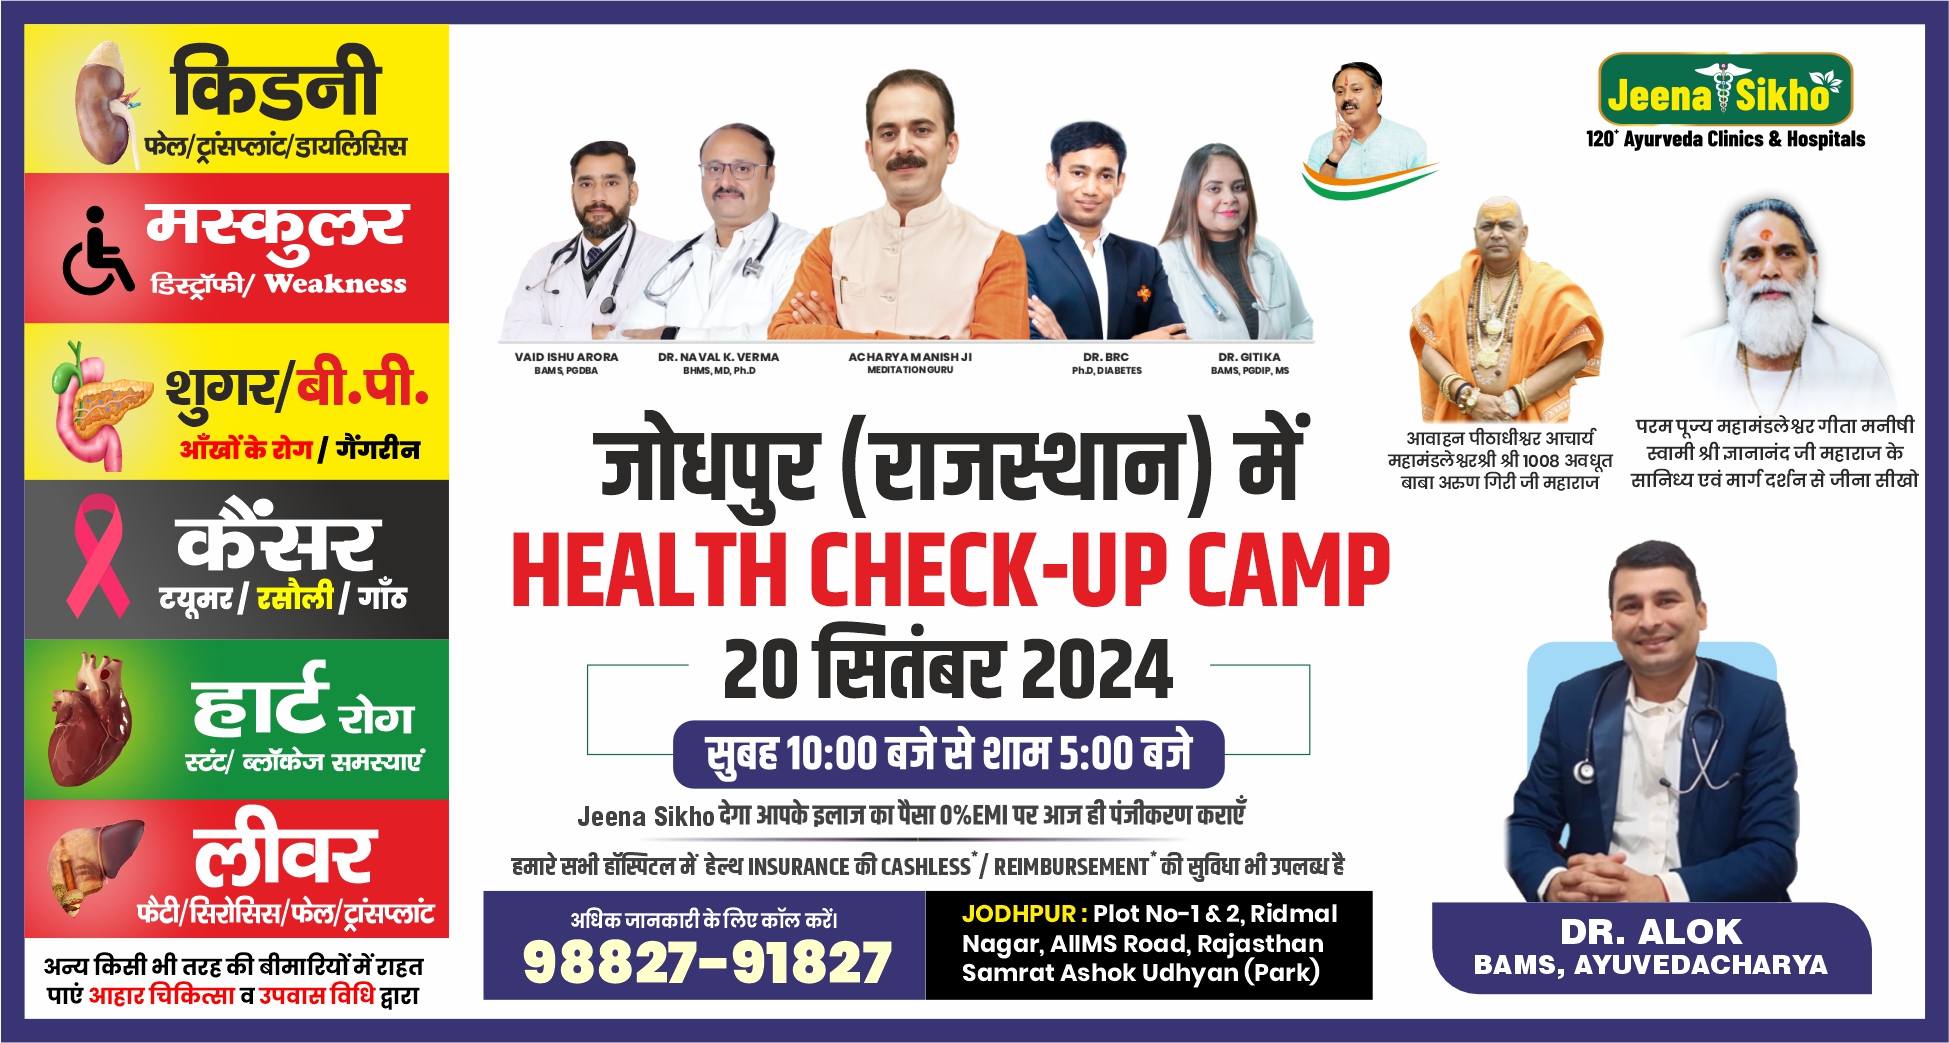 किडनी
फेल/ट्रांसप्लांट/डायलिसिस
मस्कुलर
डिस्ट्रॉफी/ Weakness
शुगर/बी.पी.
आँखों के रोग / गैंगरीन
कैंसर
टयूमर / रसौली / गाँठ
हार्ट रोग
स्टंट/ ब्लॉकेज समस्याएं
लीवर
फैटी/सिरोसिस/फेल/ट्रांसप्लांट
अन्य किसी भी तरह की बीमारियों में राहत
पाएं आहार चिकित्सा व उपवास विधि द्वारा
VAID ISHU ARORA
BAMS, PGDBA
DR. NAVAL K. VERMA
BHMS, MD, Ph.D
ACHARYA MANISH JI
MEDITATION GURU
DR. BRC
Ph.D, DIABETES
DR. GITIKA
BAMS, PGDIP, MS
Jeena Sikho
120+ Ayurveda Clinics & Hospitals
आवाहन पीठाधीश्वर आचार्य
महामंडलेश्वरश्री श्री 1008 अवधूत
बाबा अरुण गिरी जी महाराज
परम पूज्य महामंडलेश्वर गीता मनीषी
स्वामी श्री ज्ञानानंद जी महाराज के
सानिध्य एवं मार्ग दर्शन से जीना सीखो
जोधपुर (राजस्थान) में
HEALTH CHECK-UP CAMP
20 सितंबर 2024
सुबह 10:00 बजे से शाम 5:00 बजे
Jeena Sikho देगा आपके इलाज का पैसा 0%EMI पर आज ही पंजीकरण कराएँ
हमारे सभी हॉस्पिटल में हेल्थ INSURANCE की CASHLESS*/ REIMBURSEMENT* की सुविधा भी उपलब्ध है
अधिक जानकारी के लिए कॉल करें।
98827-91827
JODHPUR : Plot No-1 & 2, Ridmal
Nagar, AIIMS Road, Rajasthan
Samrat Ashok Udhyan (Park)
DR. ALOK
BAMS, AYUVEDACHARYA